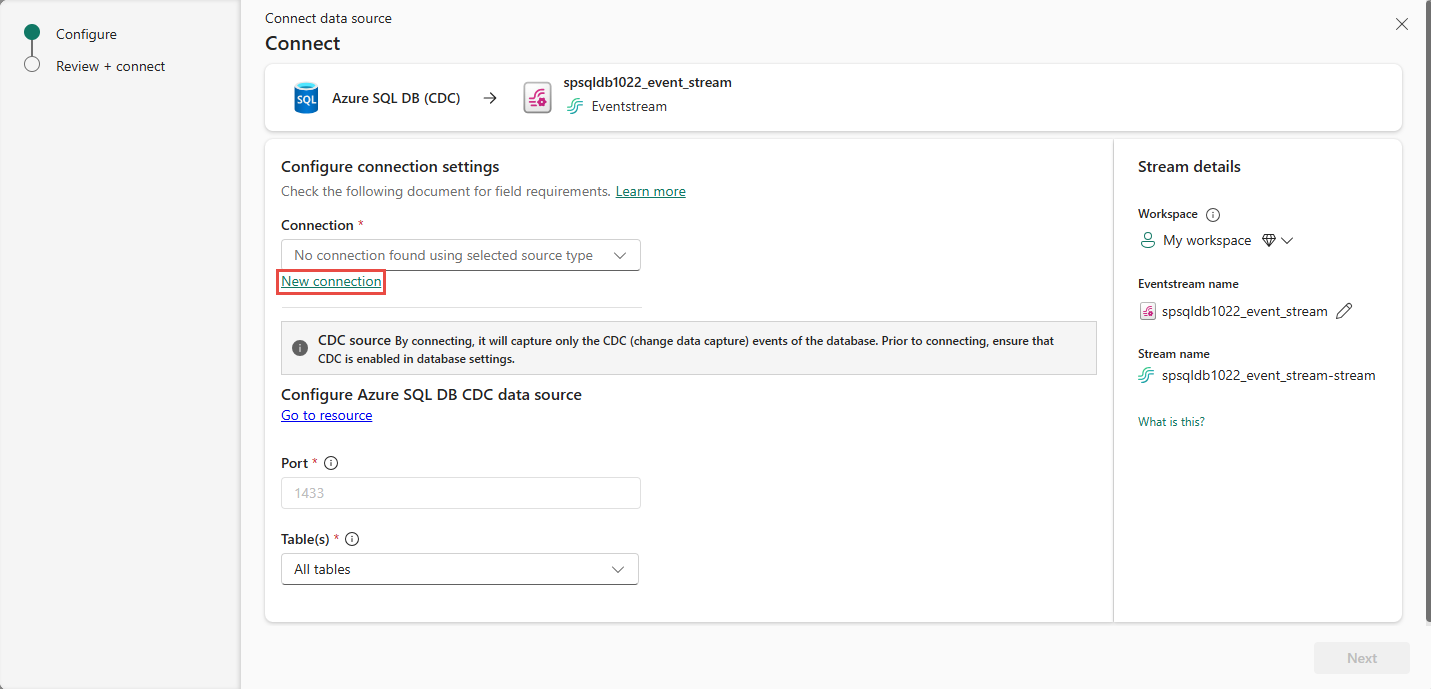 Configure
Review + connect
Connect data source
Connect
SQL
Azure SQL DB (CDC)
spsqldb1022_event_stream
Eventstream
Configure connection settings
Check the following document for field requirements. Learn more
Connection *
No connection found using selected source type
New connection
CDC source By connecting, it will capture only the CDC (change data capture) events of the database. Prior to connecting, ensure that
CDC is enabled in database settings.
Configure Azure SQL DB CDC data source
Go to resource
Port *
1433
Table(s) *
All tables
Stream details
Workspace
My workspace
Eventstream name
spsqldb1022_event_stream
Stream name
spsqldb1022_event_stream-stream
What is this?
Next